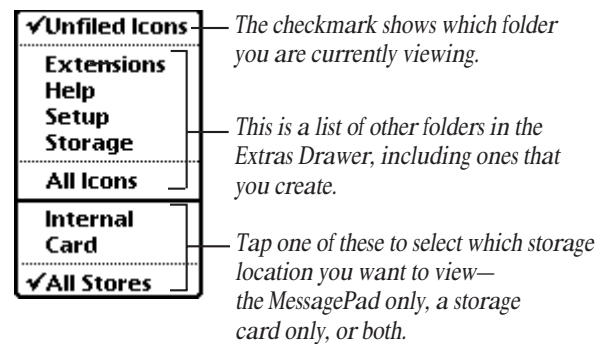 ✓Unfiled Icons
Extensions
Help
Setup
Storage
All Icons
Internal
Card
✓All Stores
The checkmark shows which folder
you are currently viewing.
This is a list of other folders in the
Extras Drawer, including ones that
you create.
Tap one of these to select which storage
location you want to view—
the MessagePad only, a storage
card only, or both.